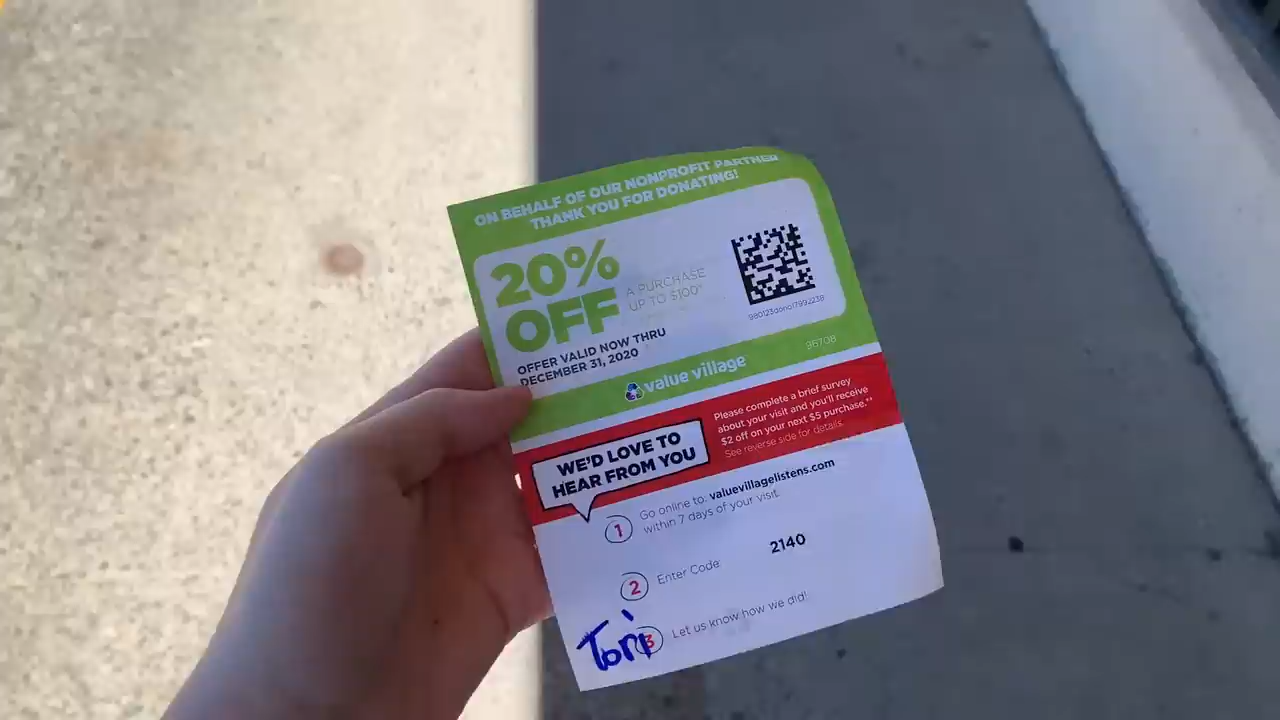 ON BEHALF OF OUR NONPROFIT PARTNER
THANK YOU FOR DONATING!
20%
OFF
A PURCHASE
UP TO $100*
OFFER VALID NOW THRU
DECEMBER 31, 2020
value village
WE'D LOVE TO
HEAR FROM YOU
Please complete a brief survey
about your visit and you'll receive
$2 off on your next $5 purchase.**
See reverse side for details.
1 Go online to: valuevillagelistens.com
within 7 days of your visit.
2 Enter Code: 2140
3 Let us know how we did!
Tori